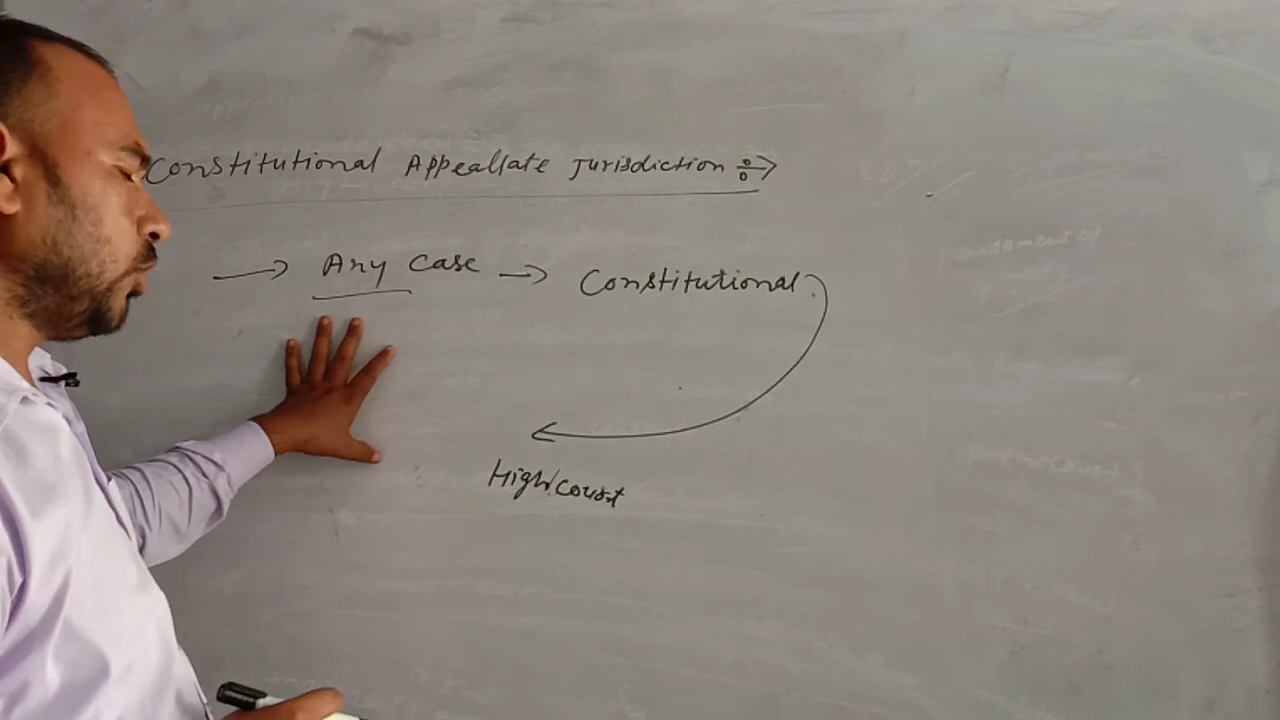 Constitutional Appeallate Jurisdiction ÷→
→ Any Case → Constitutional
High Court